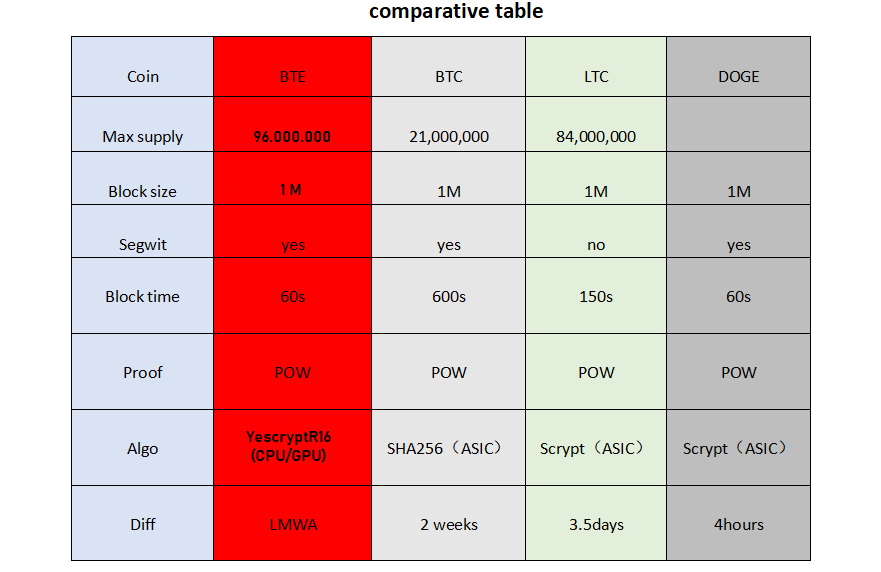 comparative table
Coin BTE BTC LTC DOGE
Max supply 96.000.000 21,000,000 84,000,000
Block size 1 M 1M 1M 1M
Segwit yes yes no yes
Block time 60s 600s 150s 60s
Proof POW POW POW POW
Algo YescryptR16 (CPU/GPU) SHA256（ASIC） Scrypt（ASIC） Scrypt（ASIC）
Diff LMWA 2 weeks 3.5days 4hours